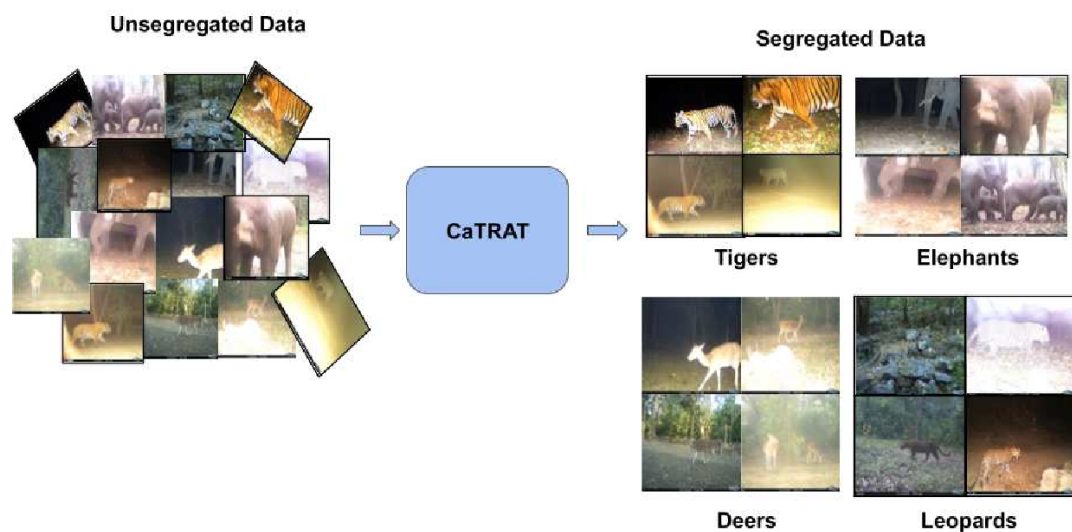 Unsegregated Data
Segregated Data
CaTRAT
Tigers
Elephants
Deers
Leopards